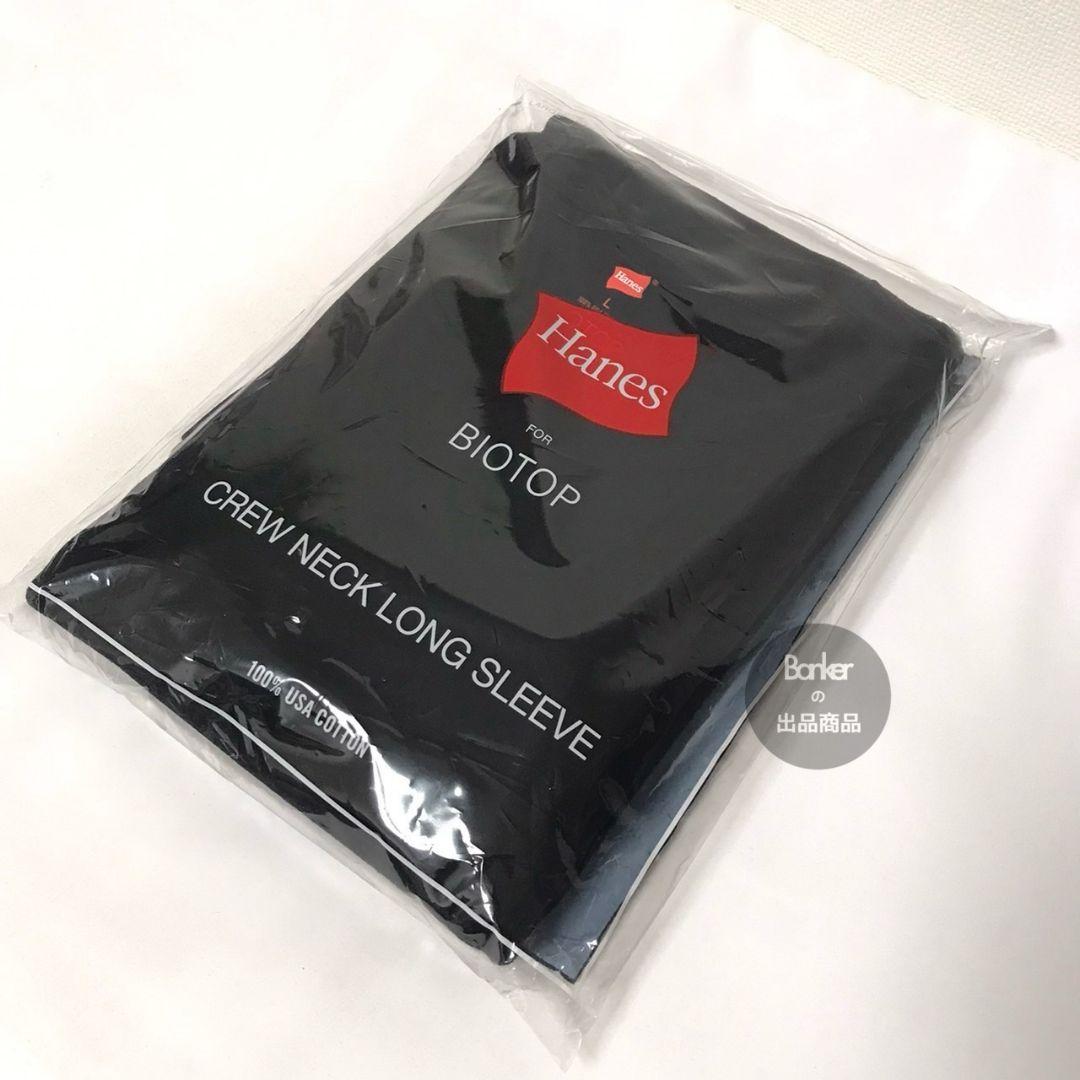 Hanes
L
Hanes
FOR
BIOTOP
CREW NECK LONG SLEEVE
100% USA COTTON
Banker
の
出品商品